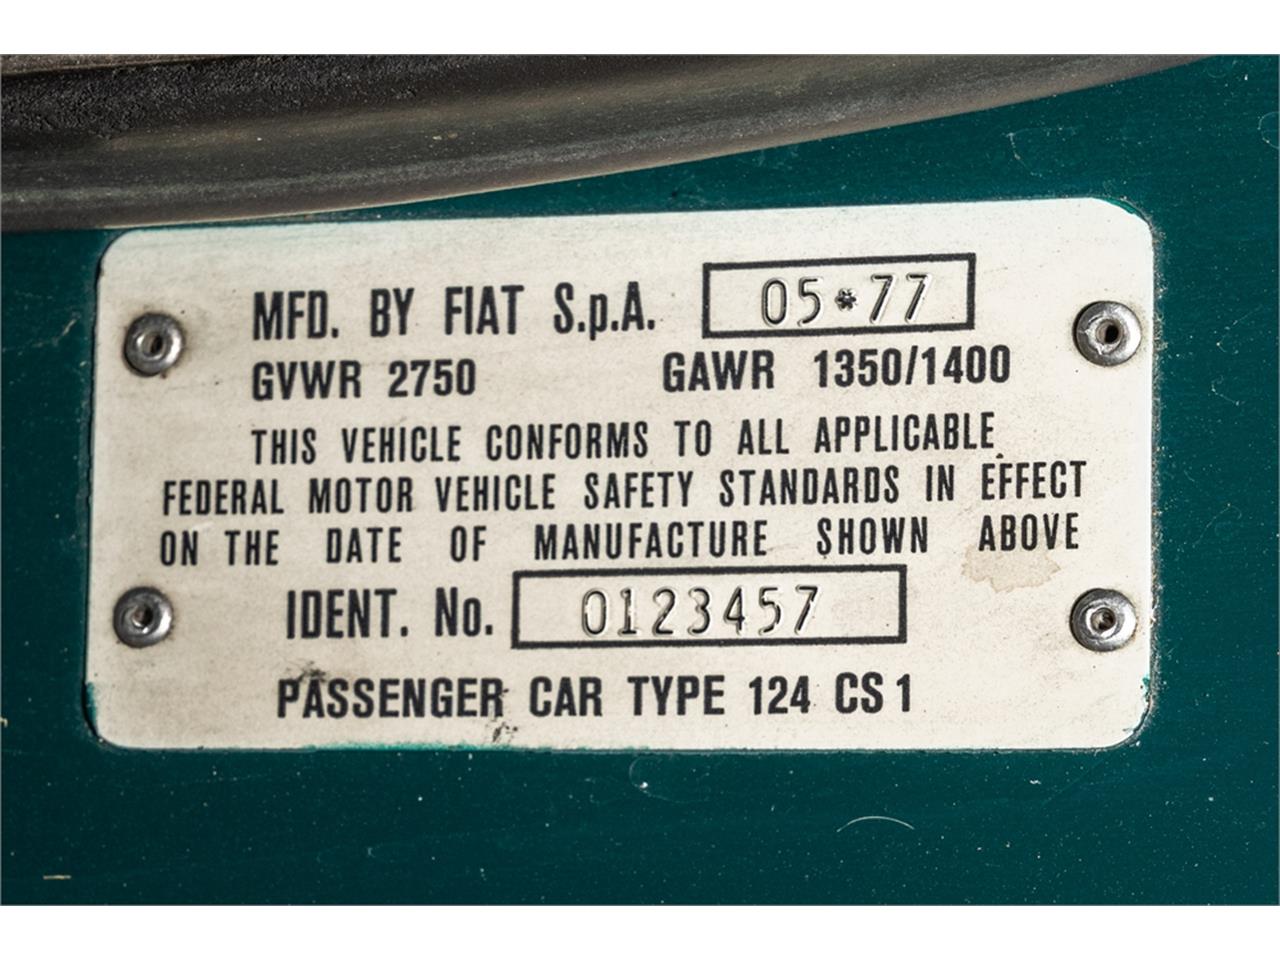 MFD. BY FIAT S.p.A. 05*77
GVWR 2750 GAWR 1350/1400
THIS VEHICLE CONFORMS TO ALL APPLICABLE
FEDERAL MOTOR VEHICLE SAFETY STANDARDS IN EFFECT
ON THE DATE OF MANUFACTURE SHOWN ABOVE
IDENT. No. 0123457
PASSENGER CAR TYPE 124 CS1